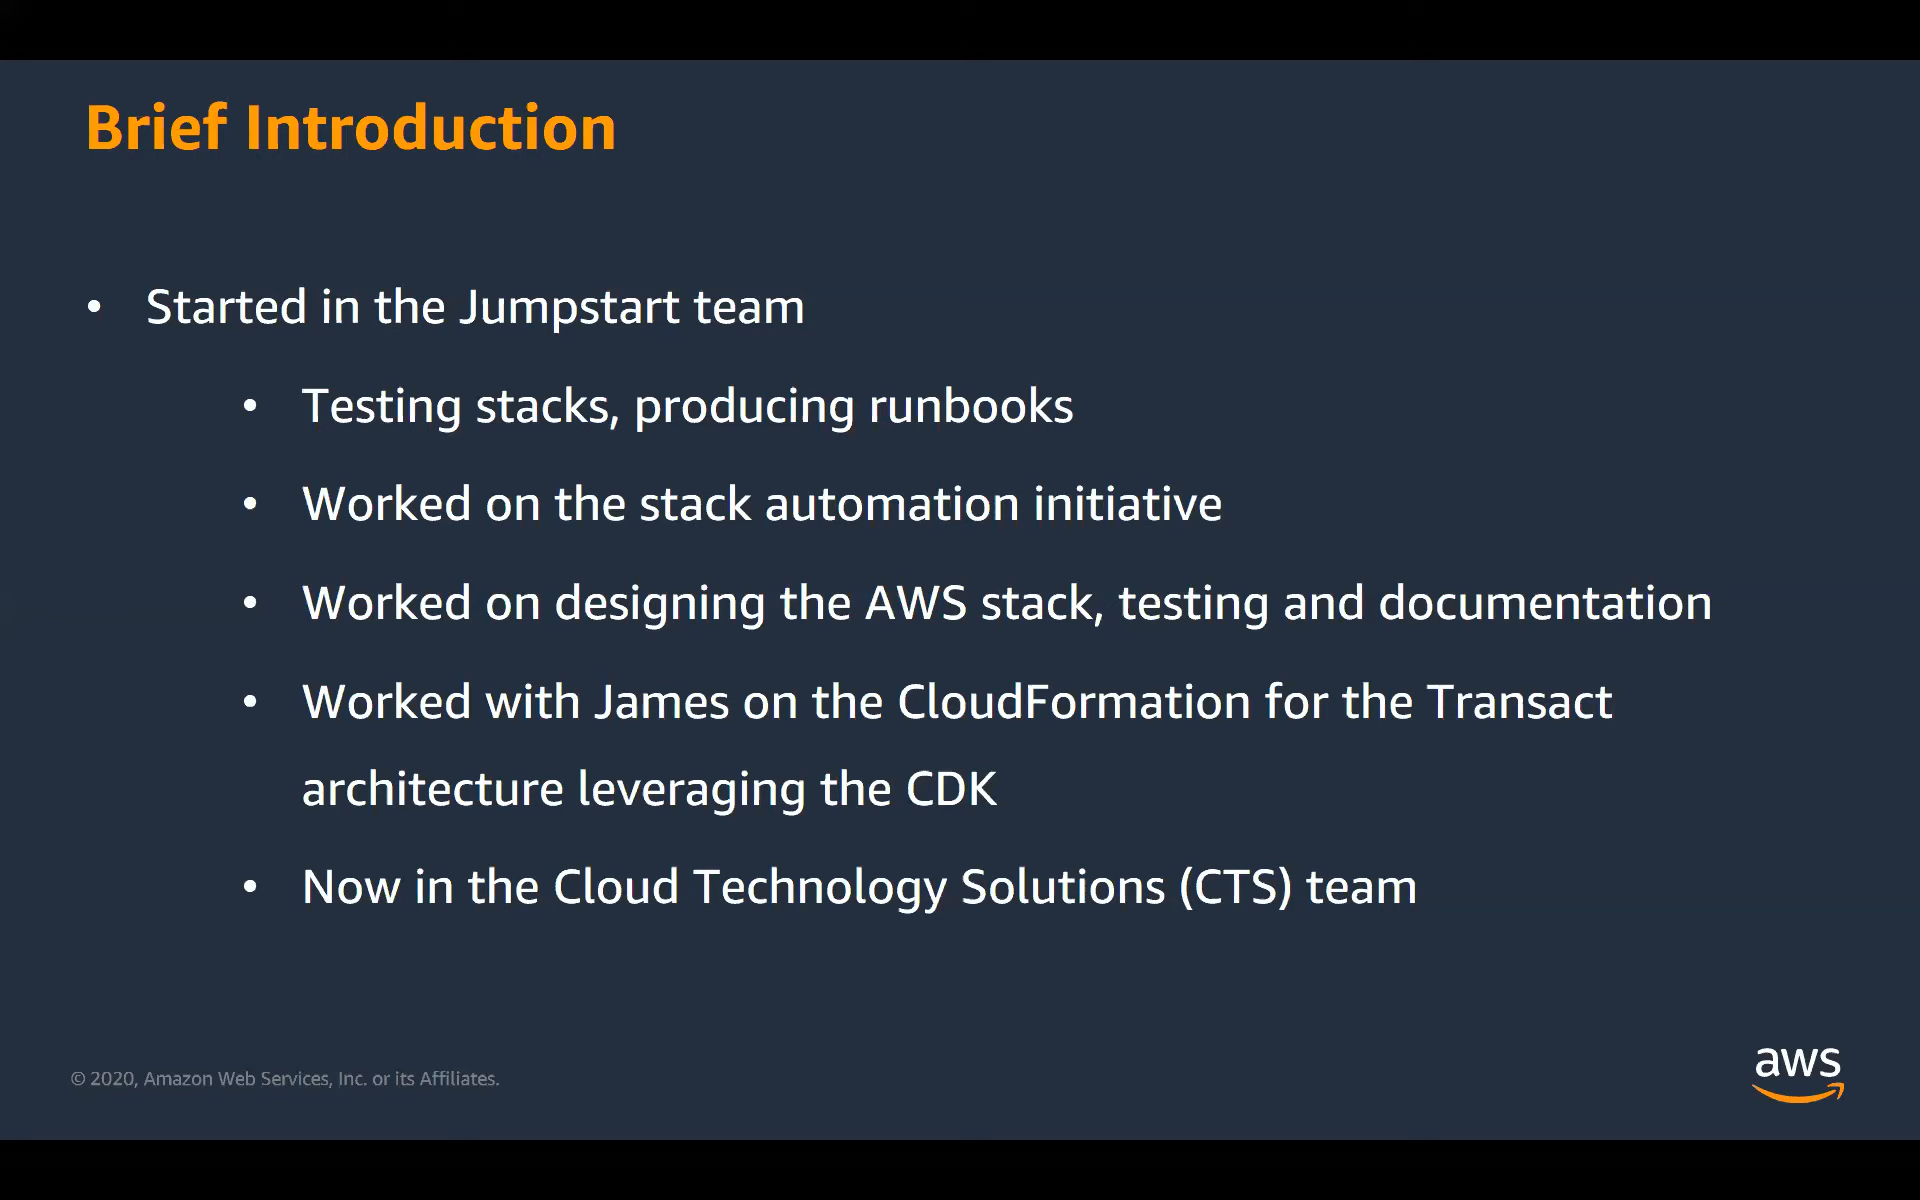 Brief Introduction
• Started in the Jumpstart team
• Testing stacks, producing runbooks
• Worked on the stack automation initiative
• Worked on designing the AWS stack, testing and documentation
• Worked with James on the CloudFormation for the Transact
architecture leveraging the CDK
• Now in the Cloud Technology Solutions (CTS) team
© 2020, Amazon Web Services, Inc. or its Affiliates.
aws